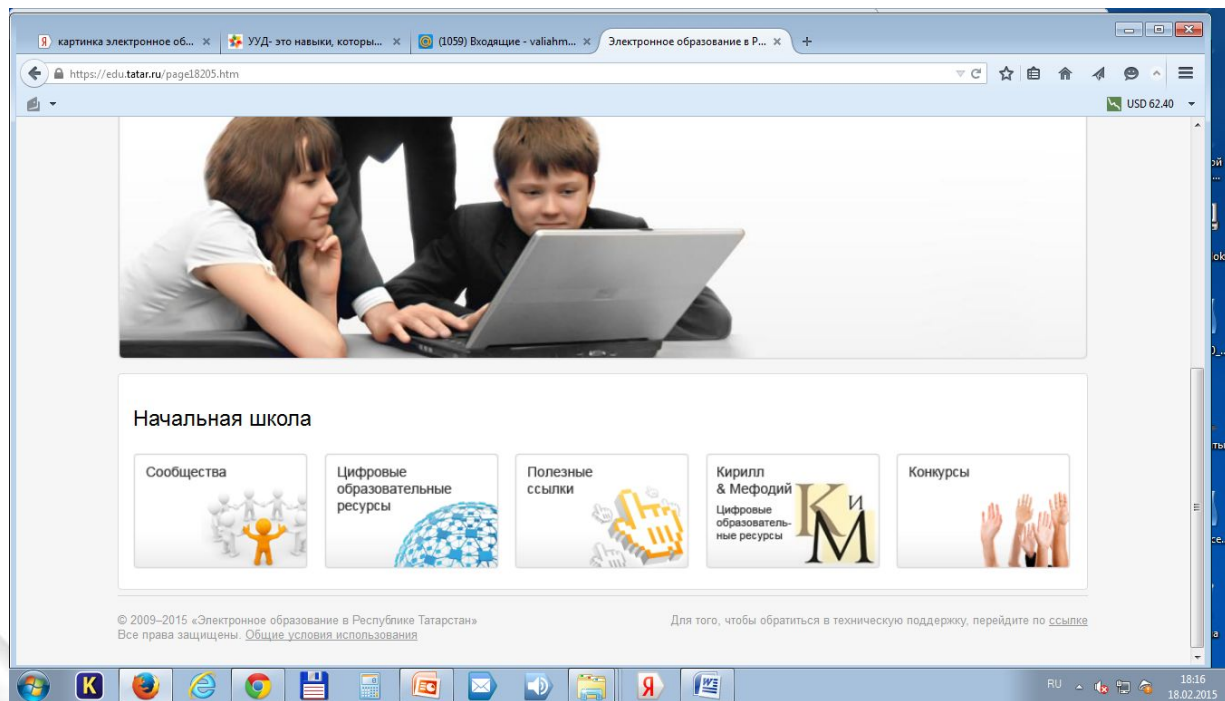 картинка электронное об...
УУД- это навыки, которы...
(1059) Входящие - valiahm...
Электронное образование в Р...
https://edu.tatar.ru/page18205.htm
USD 62.40
Начальная школа
Сообщества
Цифровые
образовательные
ресурсы
Полезные
ссылки
Кирилл
& Мефодий
Цифровые
образователь-
ные ресурсы
К и М
Конкурсы
© 2009–2015 «Электронное образование в Республике Татарстан»
Все права защищены. Общие условия использования
Для того, чтобы обратиться в техническую поддержку, перейдите по ссылке
RU
18:16
18.02.2015